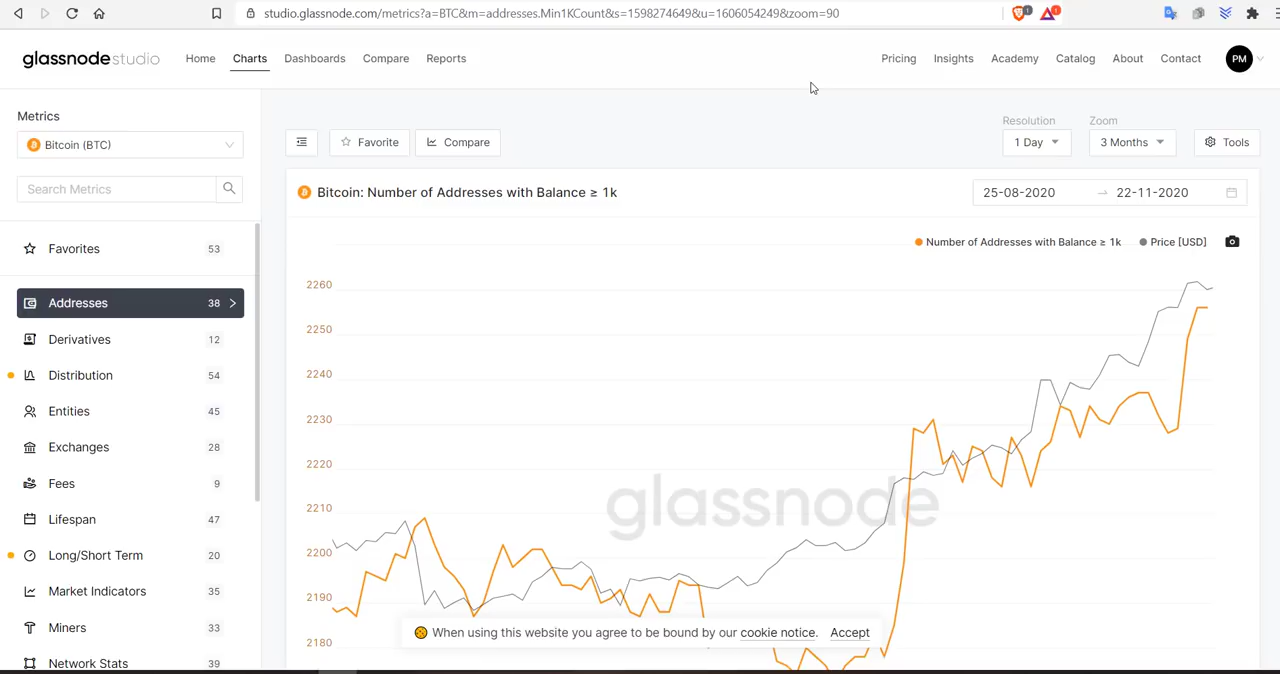 studio.glassnode.com/metrics?a=BTC&m=addresses.Min1KCount&s=1598274649&u=1606054249&zoom=90
1
1
glassnodestudio
Home
Charts
Dashboards
Compare
Reports
Pricing
Insights
Academy
Catalog
About
Contact
PM
Metrics
Bitcoin (BTC)
Search Metrics
Favorites 53
Addresses 38
Derivatives 12
Distribution 54
Entities 45
Exchanges 28
Fees 9
Lifespan 47
Long/Short Term 20
Market Indicators 35
Miners 33
Network Stats 39
Favorite
Compare
Resolution
1 Day
Zoom
3 Months
Tools
Bitcoin: Number of Addresses with Balance ≥ 1k
25-08-2020 → 22-11-2020
Number of Addresses with Balance ≥ 1k
Price [USD]
2260
2250
2240
2230
2220
2210
2200
2190
2180
glassnode
When using this website you agree to be bound by our cookie notice. Accept